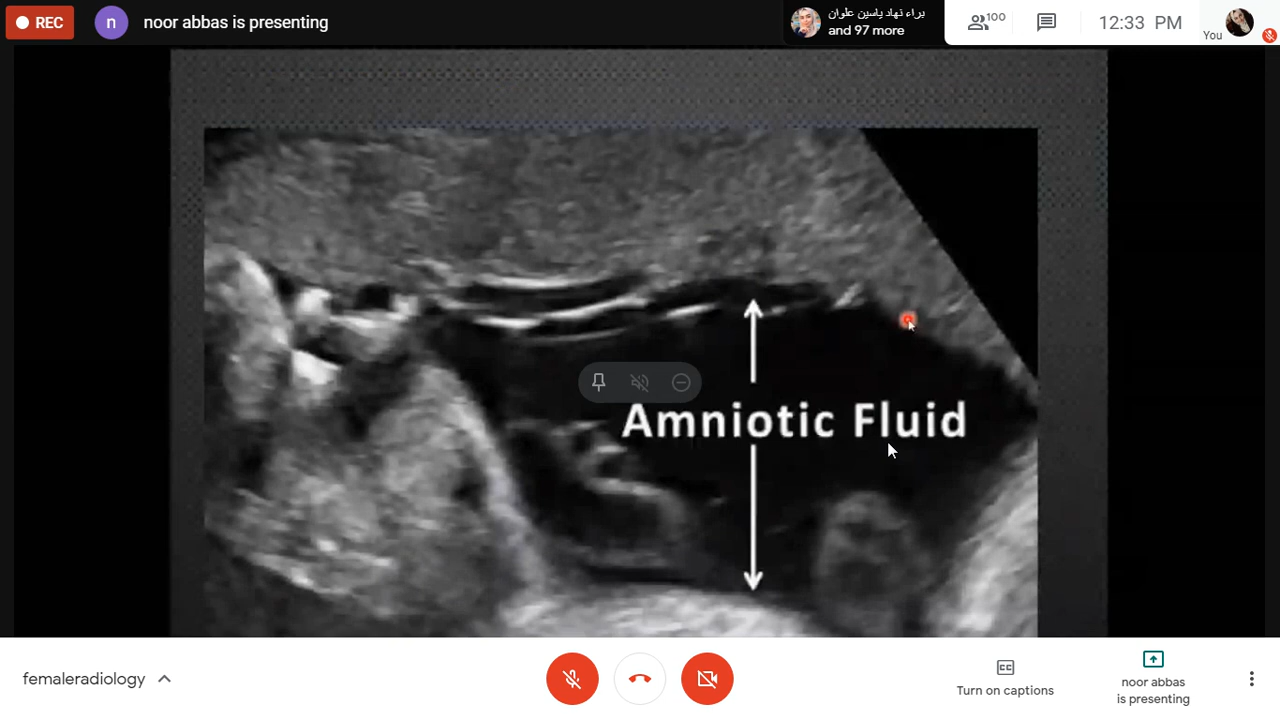 REC
n
noor abbas is presenting
براء نهاد ياسين علوان
and 97 more
100
12:33 PM
You
Amniotic Fluid
femaleradiology
CC
Turn on captions
noor abbas
is presenting